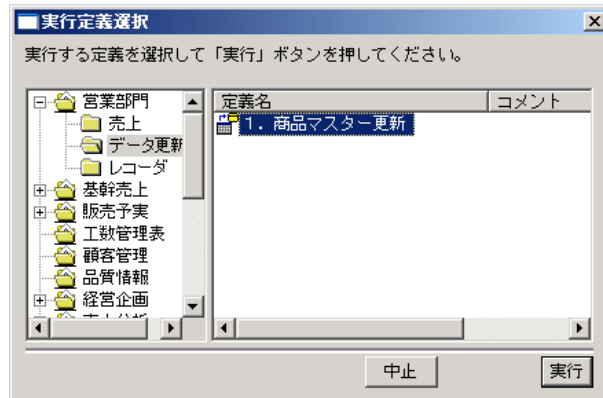 実行定義選択
実行する定義を選択して「実行」ボタンを押してください。
営業部門
売上
データ更新
レコーダ
基幹売上
販売予実
工数管理表
顧客管理
品質情報
経営企画
定義名 コメント
1. 商品マスター更新
中止 実行